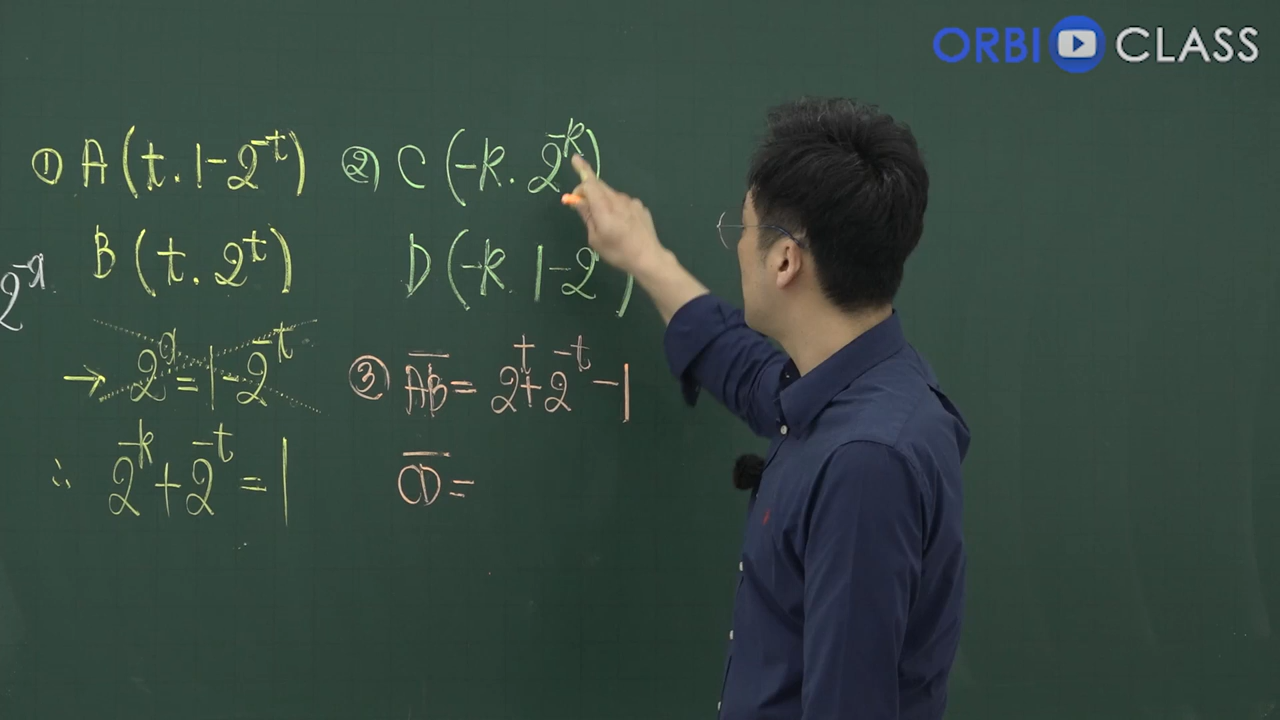 ORBI CLASS
① A(t. 1-2^-t)
B(t. 2^t)
2^-x
→ 2^x=1-2^-t
∴ 2^-k+2^-t=1
② C(-k. 2^-k)
D(-k. 1-2
③ AB= 2^t+2^-t-1
CD=